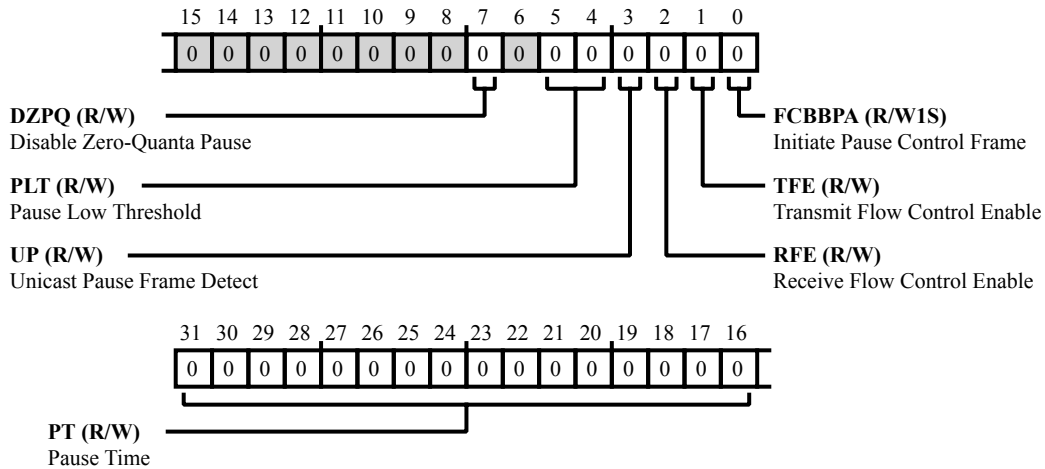 15 14 13 12 11 10 9 8 7 6 5 4 3 2 1 0
0 0 0 0 0 0 0 0 0 0 0 0 0 0 0 0
DZPQ (R/W)
Disable Zero-Quanta Pause
PLT (R/W)
Pause Low Threshold
UP (R/W)
Unicast Pause Frame Detect
FCBBPA (R/W1S)
Initiate Pause Control Frame
TFE (R/W)
Transmit Flow Control Enable
RFE (R/W)
Receive Flow Control Enable
31 30 29 28 27 26 25 24 23 22 21 20 19 18 17 16
0 0 0 0 0 0 0 0 0 0 0 0 0 0 0 0
PT (R/W)
Pause Time